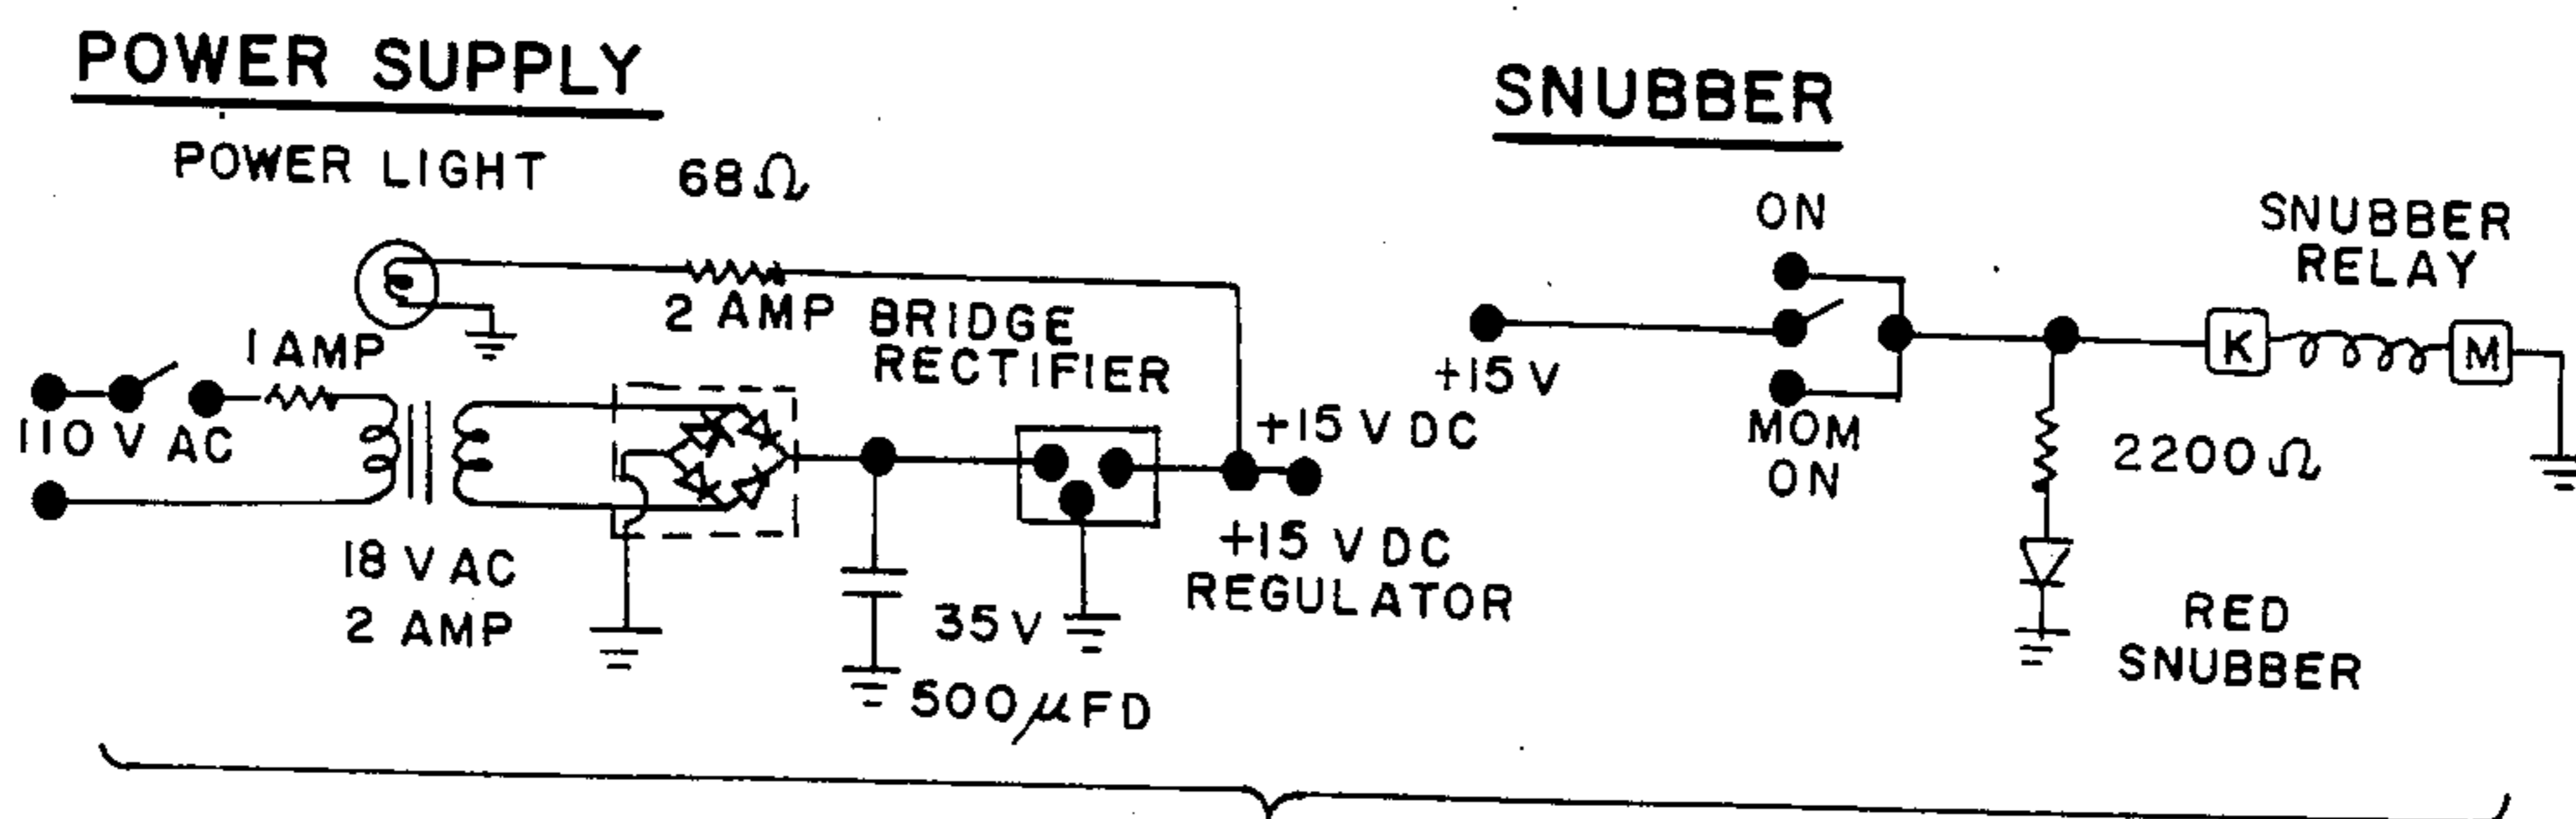 POWER SUPPLY
POWER LIGHT
68Ω
2 AMP BRIDGE
RECTIFIER
1 AMP
110 V AC
18 V AC
2 AMP
35V
500μFD
+15 V DC
+15 V DC
REGULATOR
SNUBBER
ON
+15 V
MOM
ON
SNUBBER
RELAY
K
M
2200Ω
RED
SNUBBER